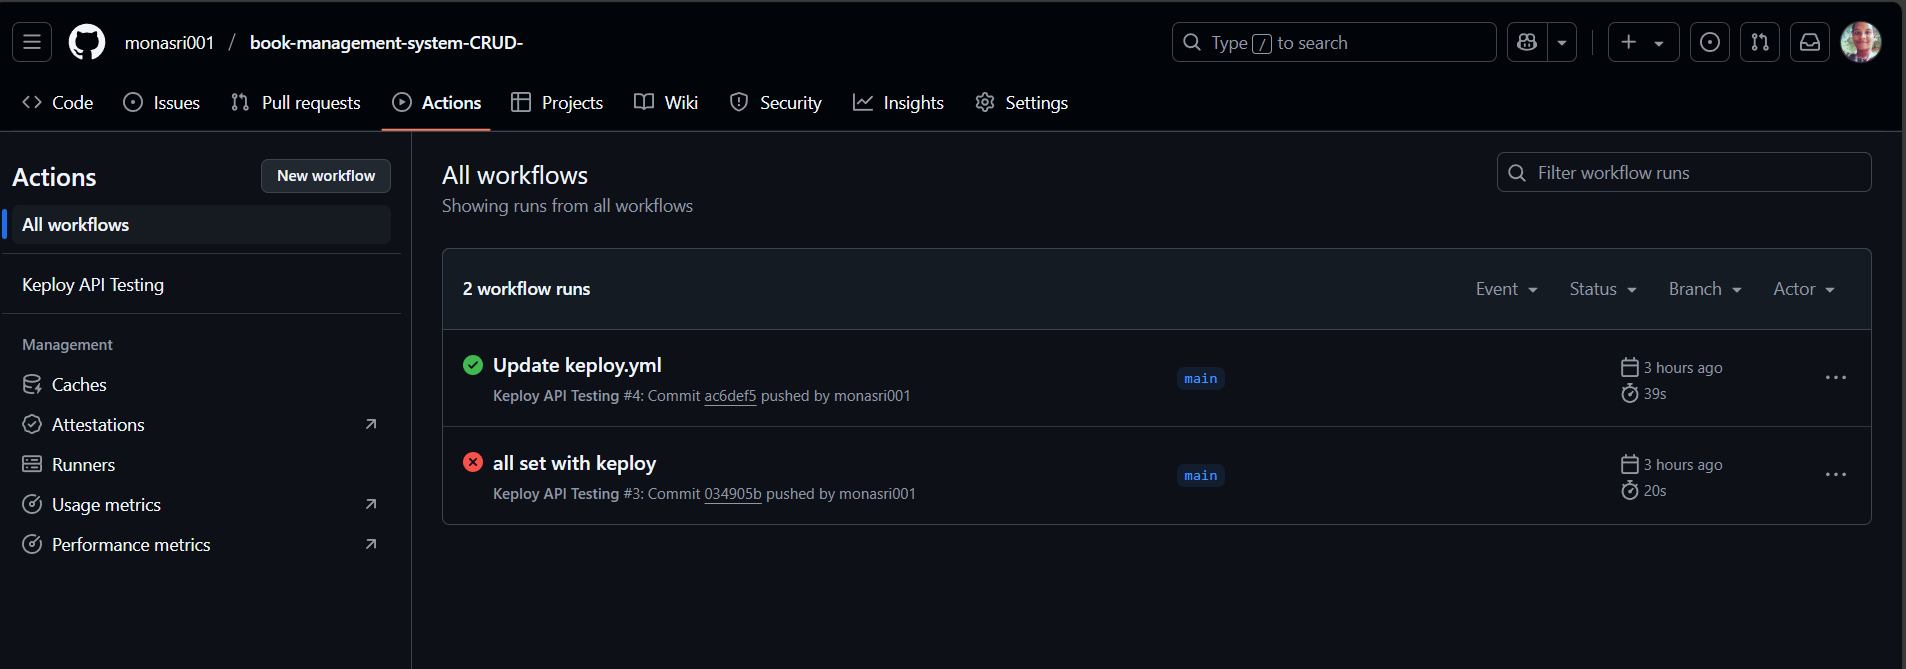 monasri001 / book-management-system-CRUD-
Type / to search
Code Issues Pull requests Actions Projects Wiki Security Insights Settings
Actions
New workflow
All workflows
Keploy API Testing
Management
Caches
Attestations
Runners
Usage metrics
Performance metrics
All workflows
Showing runs from all workflows
Filter workflow runs
2 workflow runs
Event Status Branch Actor
Update keploy.yml
Keploy API Testing #4: Commit ac6def5 pushed by monasri001
main
3 hours ago
39s
all set with keploy
Keploy API Testing #3: Commit 034905b pushed by monasri001
main
3 hours ago
20s